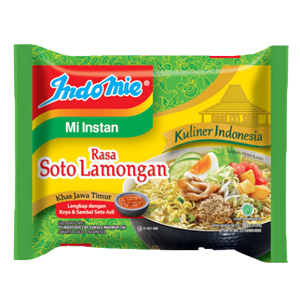 Indomie
Mi Instan
Kuliner Indonesia
Rasa
Soto Lamongan
Khas Jawa Timur
Lengkap dengan
Koya & Sambal Soto Asli